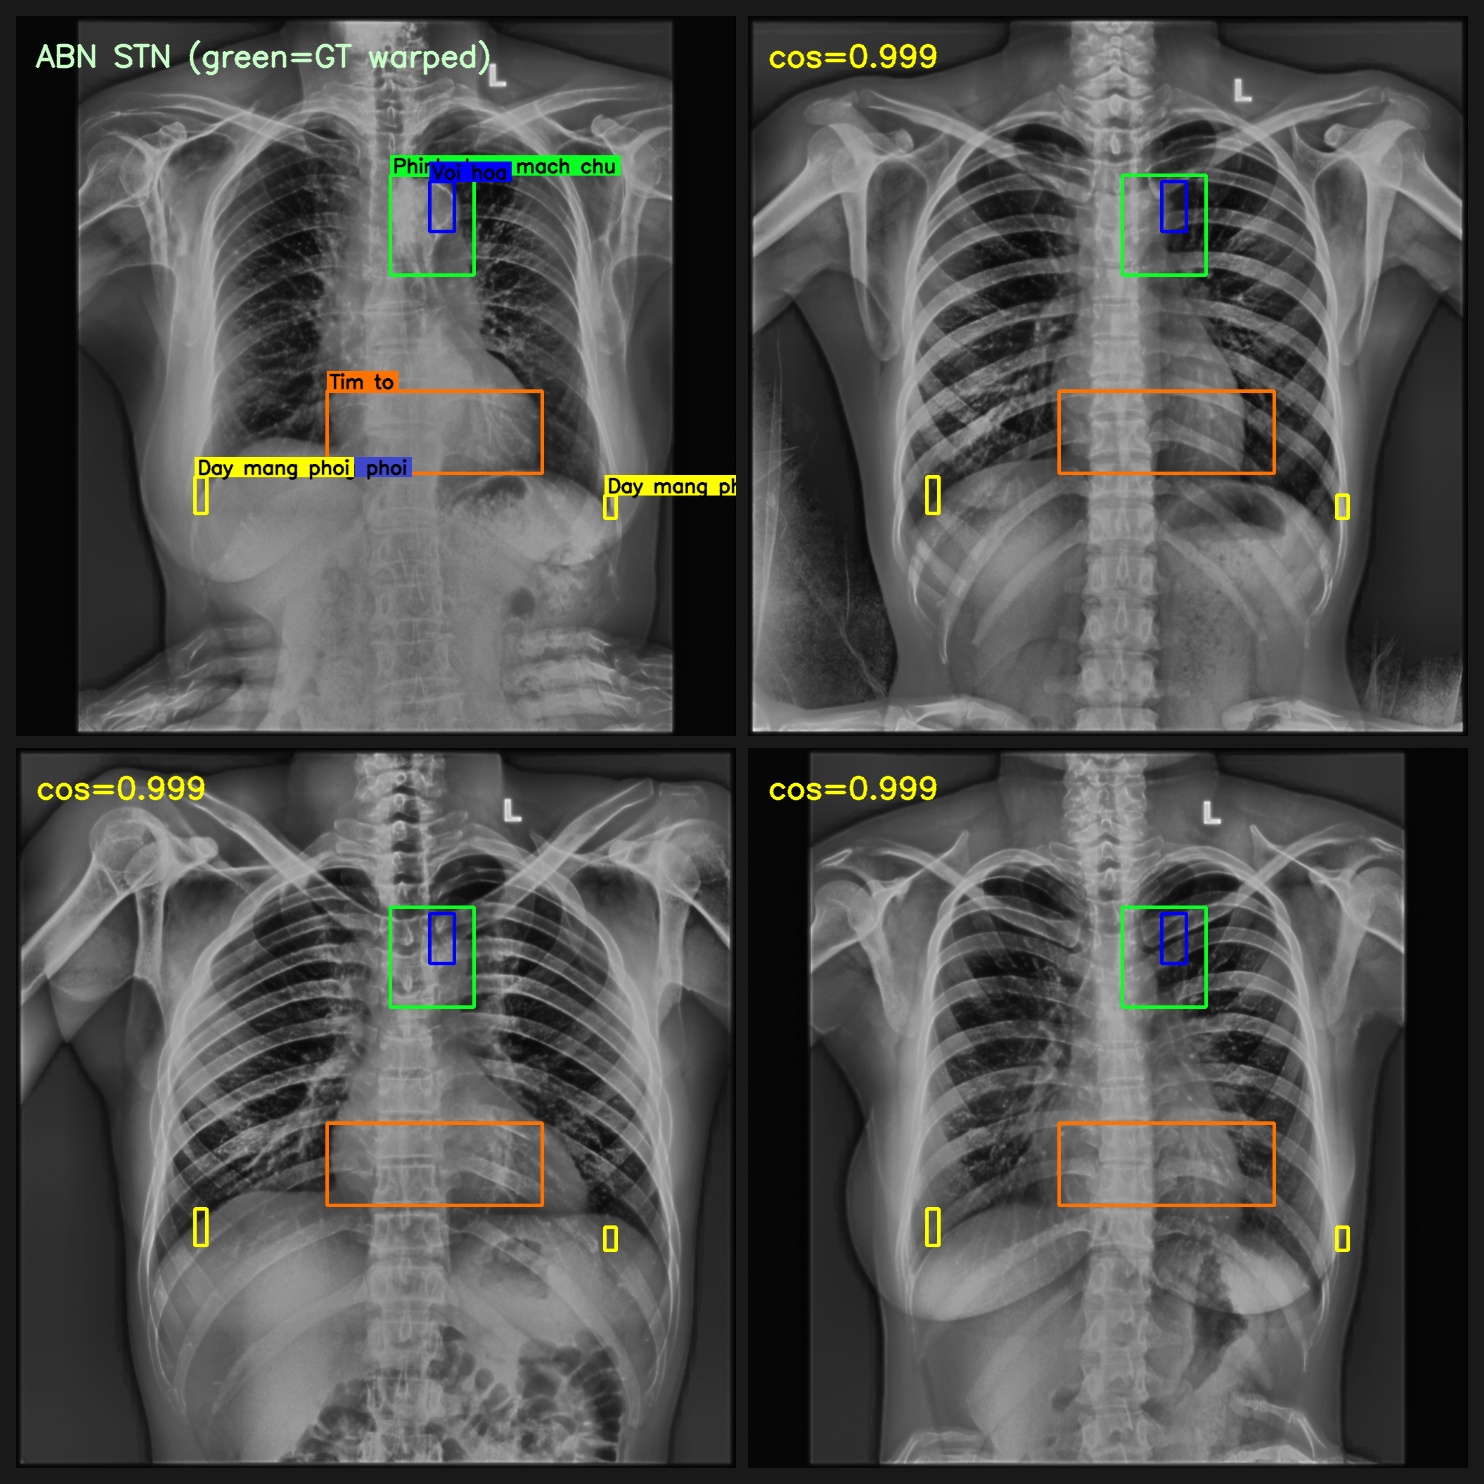 ABN STN (green=GT warped)
L
mach chu
Voi hoa
Tim to
Day mang phoi
phoi
Day mang
cos=0.999
L
cos=0.999
L
cos=0.999
L